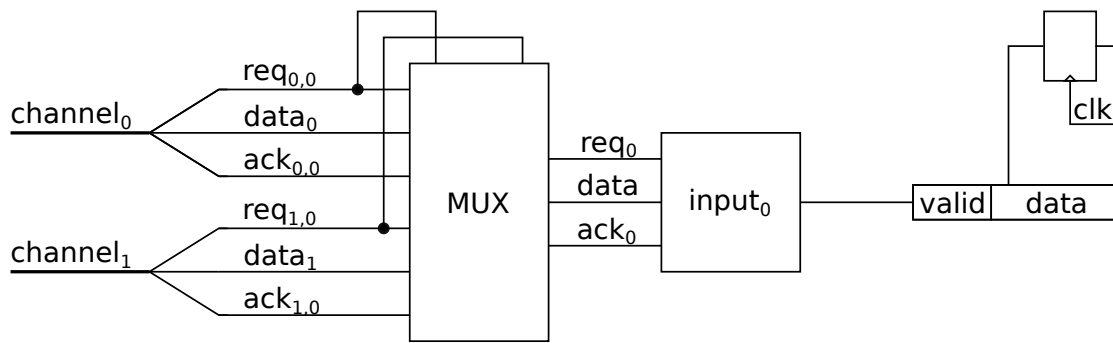 channel₀
req₀,₀
data₀
ack₀,₀
channel₁
req₁,₀
data₁
ack₁,₀
MUX
req₀
data
ack₀
input₀
valid
data
clk